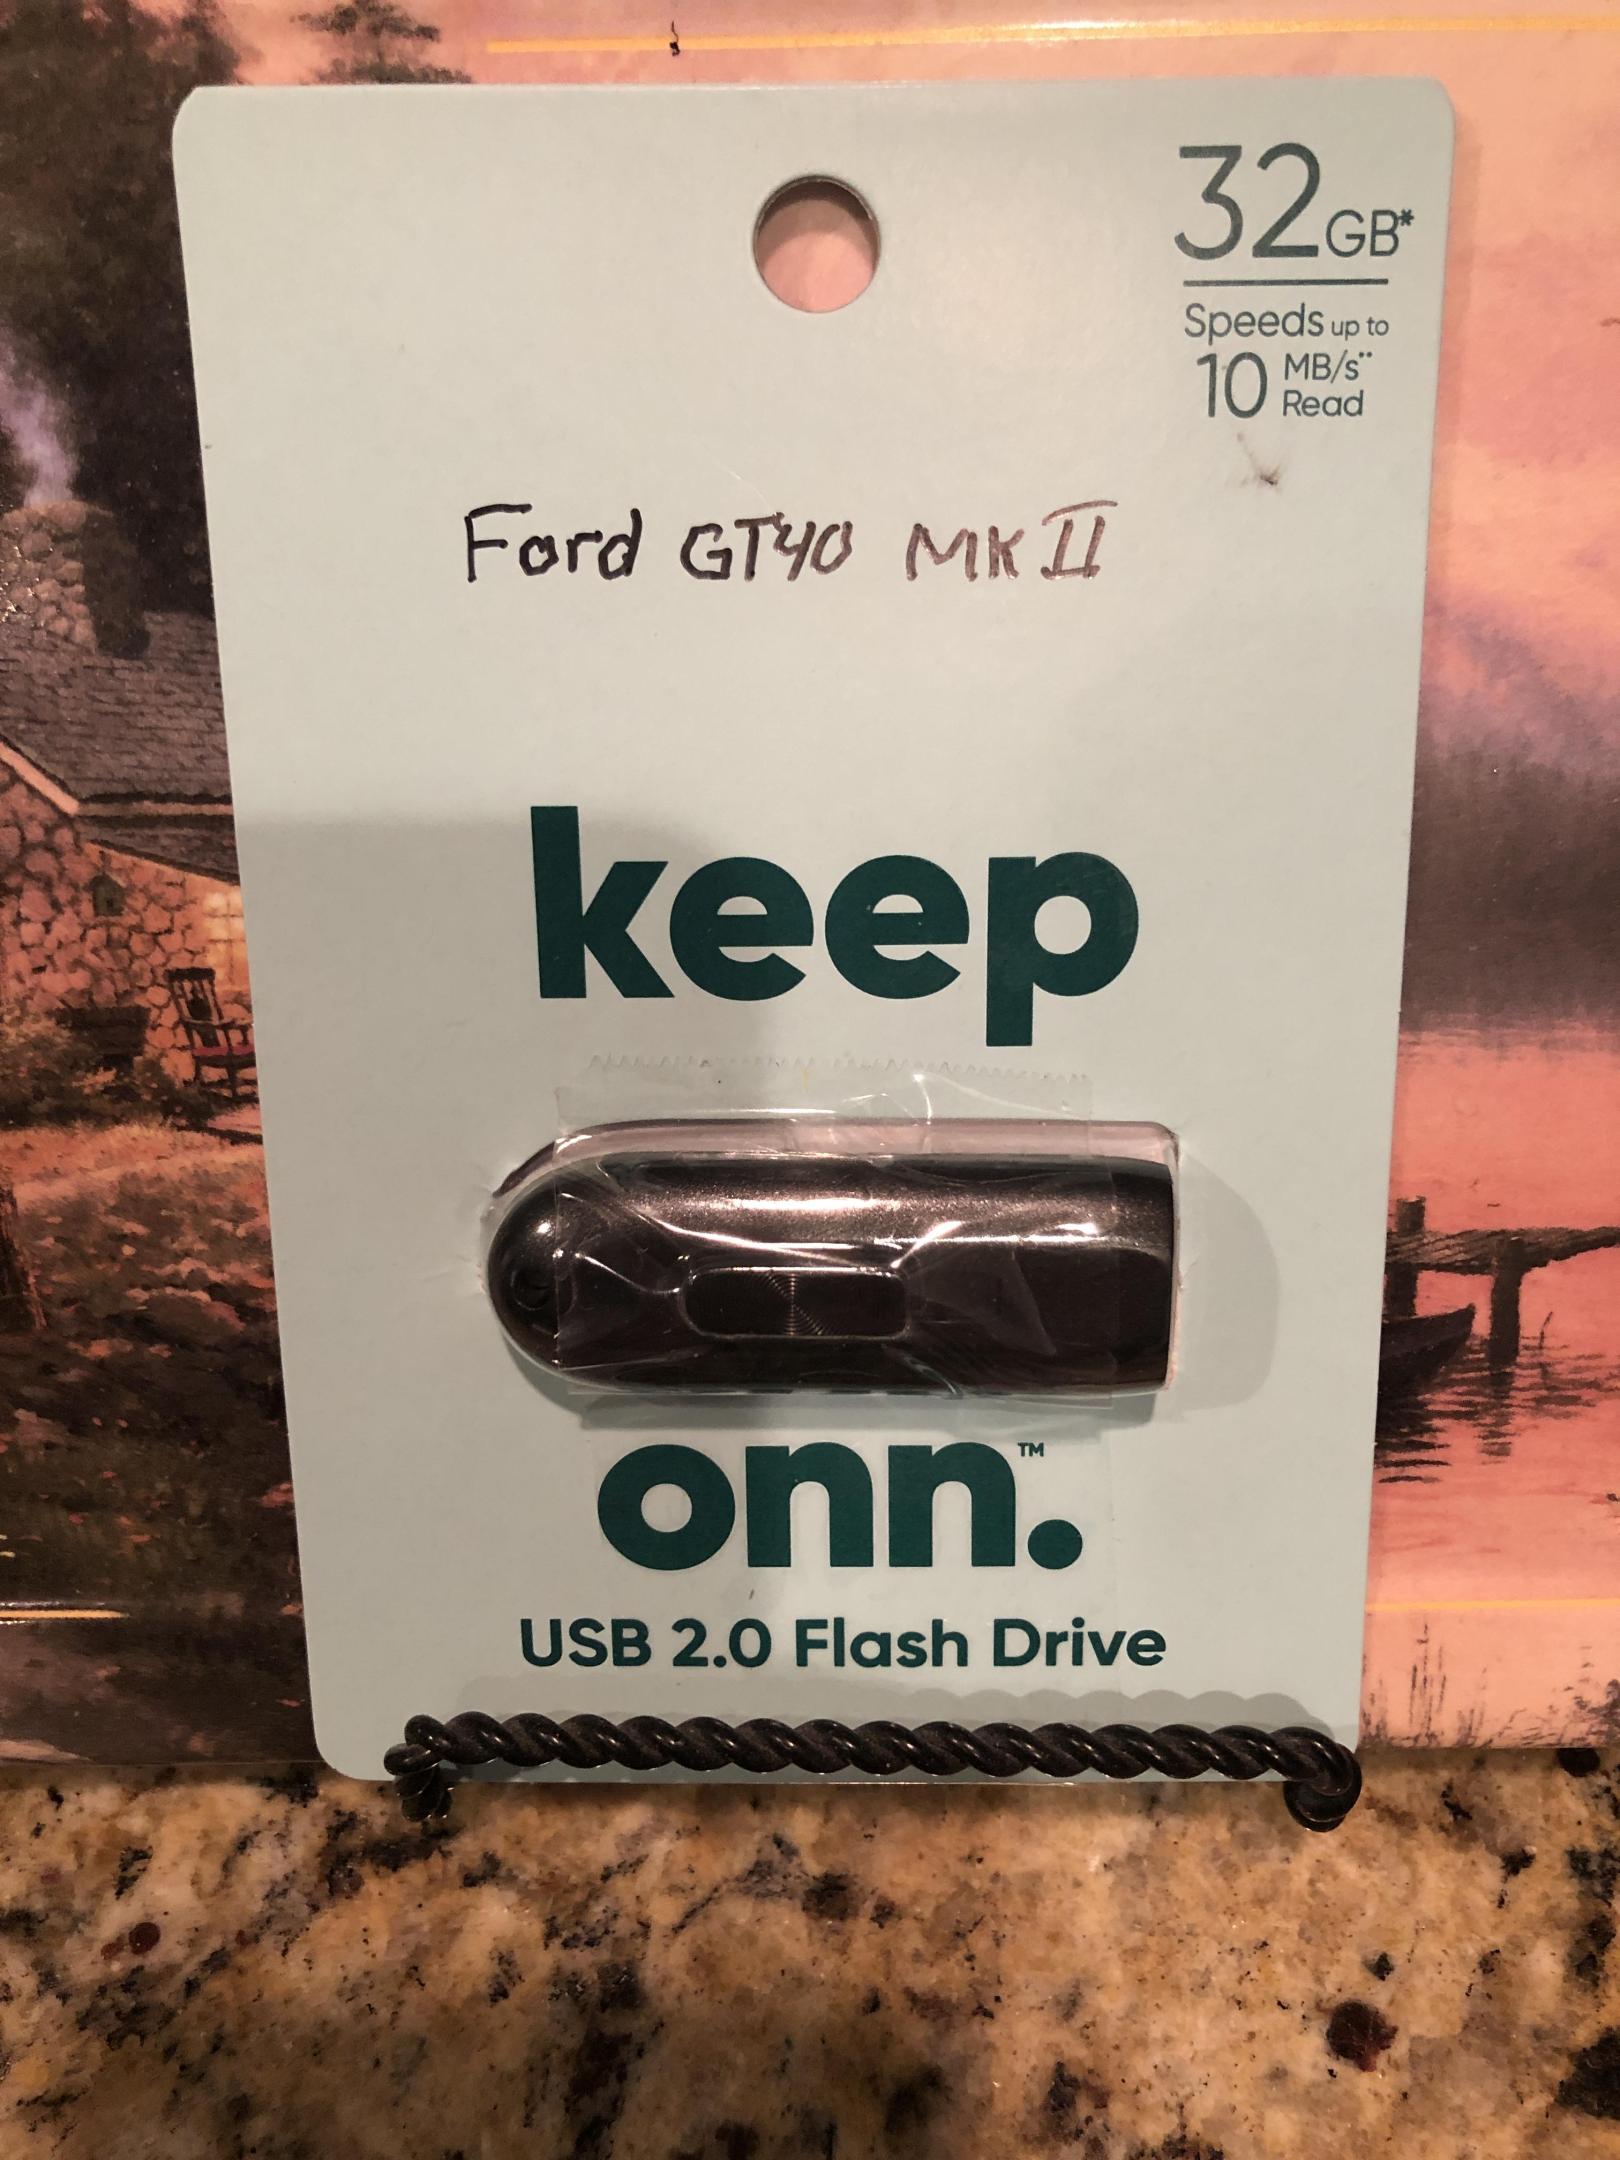 32GB*
Speeds up to
10 MB/s**
Read
Ford GT40 MK II
keep
onn.™
USB 2.0 Flash Drive